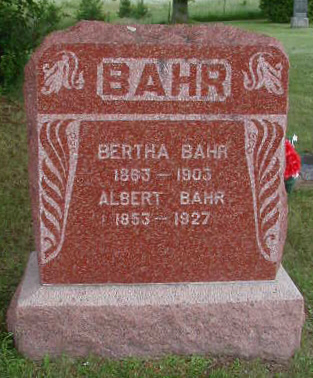 BAHR
BERTHA BAHR
1863 - 1903
ALBERT BAHR
1853 - 1927